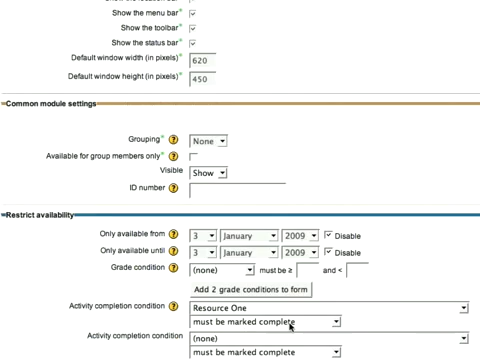 Show the menu bar*
Show the toolbar*
Show the status bar*
Default window width (in pixels)* 620
Default window height (in pixels)* 450
Common module settings
Grouping* None
Available for group members only*
Visible Show
ID number
Restrict availability
Only available from 3 January 2009 Disable
Only available until 3 January 2009 Disable
Grade condition (none) must be ≥ and <
Add 2 grade conditions to form
Activity completion condition Resource One
must be marked complete
Activity completion condition (none)
must be marked complete